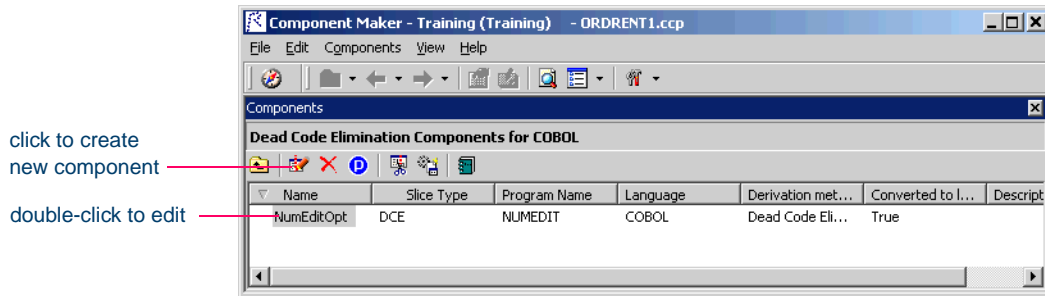 Component Maker - Training (Training) - ORDRENT1.ccp
File Edit Components View Help
Components
click to create
new component
Dead Code Elimination Components for COBOL
Name Slice Type Program Name Language Derivation met... Converted to l... Descript
double-click to edit
NumEditOpt DCE NUMEDIT COBOL Dead Code Eli... True